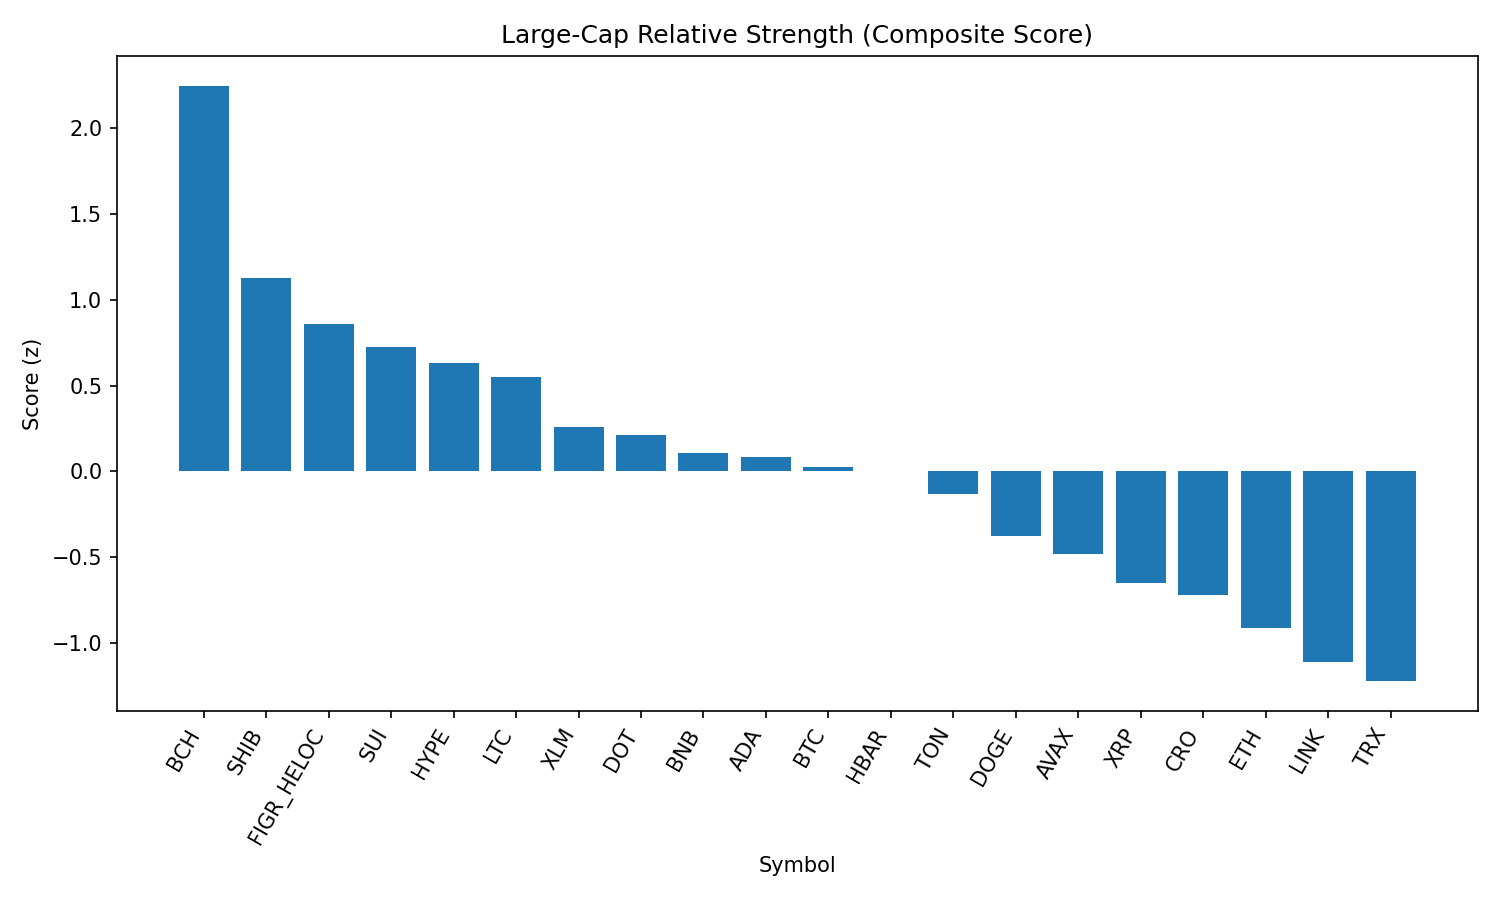 Large-Cap Relative Strength (Composite Score)
Score (z)
2.0
1.5
1.0
0.5
0.0
−0.5
−1.0
BCH
SHIB
FIGR_HELOC
SUI
HYPE
LTC
XLM
DOT
BNB
ADA
BTC
HBAR
TON
DOGE
AVAX
XRP
CRO
ETH
LINK
TRX
Symbol